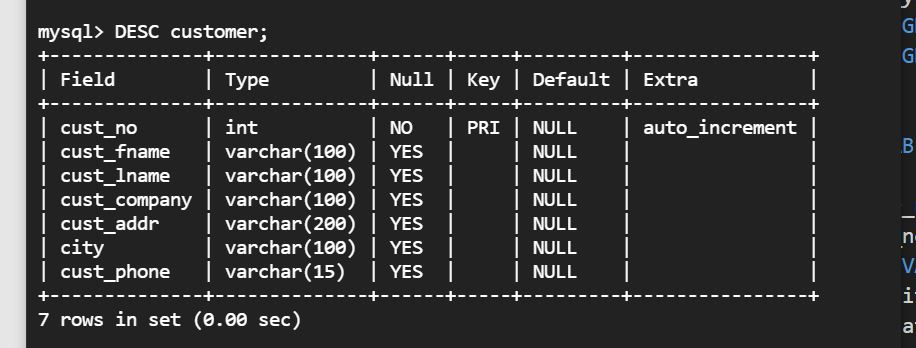 mysql> DESC customer;
+--------------+--------------+------+-----+---------+----------------+
| Field        | Type         | Null | Key | Default | Extra          |
+--------------+--------------+------+-----+---------+----------------+
| cust_no      | int          | NO   | PRI | NULL    | auto_increment |
| cust_fname   | varchar(100) | YES  |     | NULL    |                |
| cust_lname   | varchar(100) | YES  |     | NULL    |                |
| cust_company | varchar(100) | YES  |     | NULL    |                |
| cust_addr    | varchar(200) | YES  |     | NULL    |                |
| city         | varchar(100) | YES  |     | NULL    |                |
| cust_phone   | varchar(15)  | YES  |     | NULL    |                |
+--------------+--------------+------+-----+---------+----------------+
7 rows in set (0.00 sec)